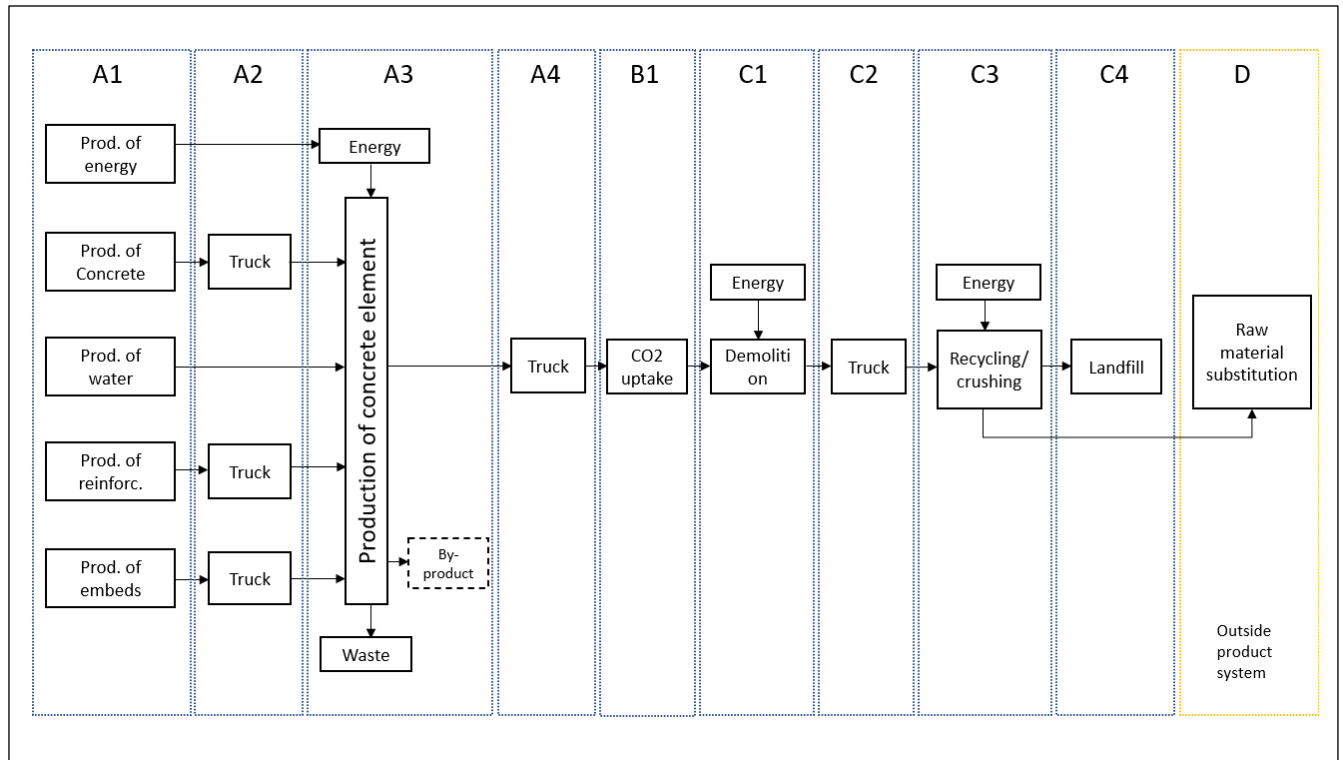 A1
A2
A3
A4
B1
C1
C2
C3
C4
D
Prod. of
energy
Energy
Prod. of
Concrete
Truck
Production of concrete element
Energy
Energy
Prod. of
water
Truck
CO2
uptake
Demoliti
on
Truck
Recycling/
crushing
Landfill
Raw
material
substitution
Prod. of
reinforc.
Truck
By-
product
Prod. of
embeds
Truck
Waste
Outside
product
system